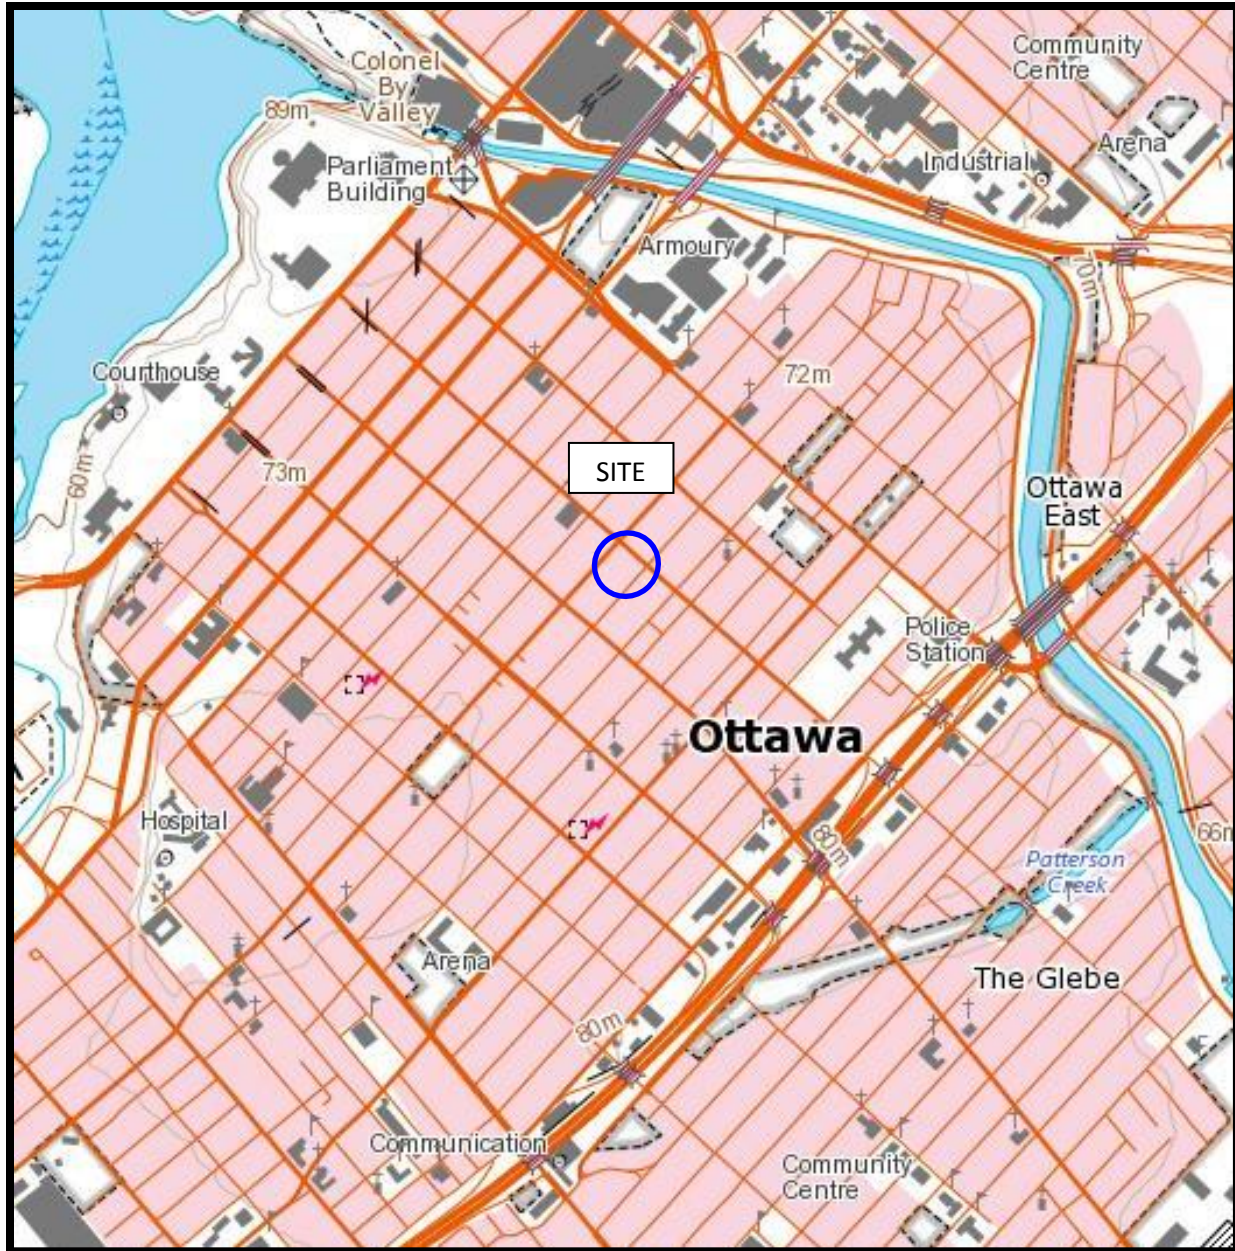 Colonel
By
Valley
Community
Centre
89m
Arena
Parliament
Building
Industrial
Armoury
70m
Courthouse
72m
SITE
73m
60m
Ottawa
East
Police
Station
Ottawa
Hospital
80m
66m
Patterson
Creek
Arena
The Glebe
80m
Communication
Community
Centre